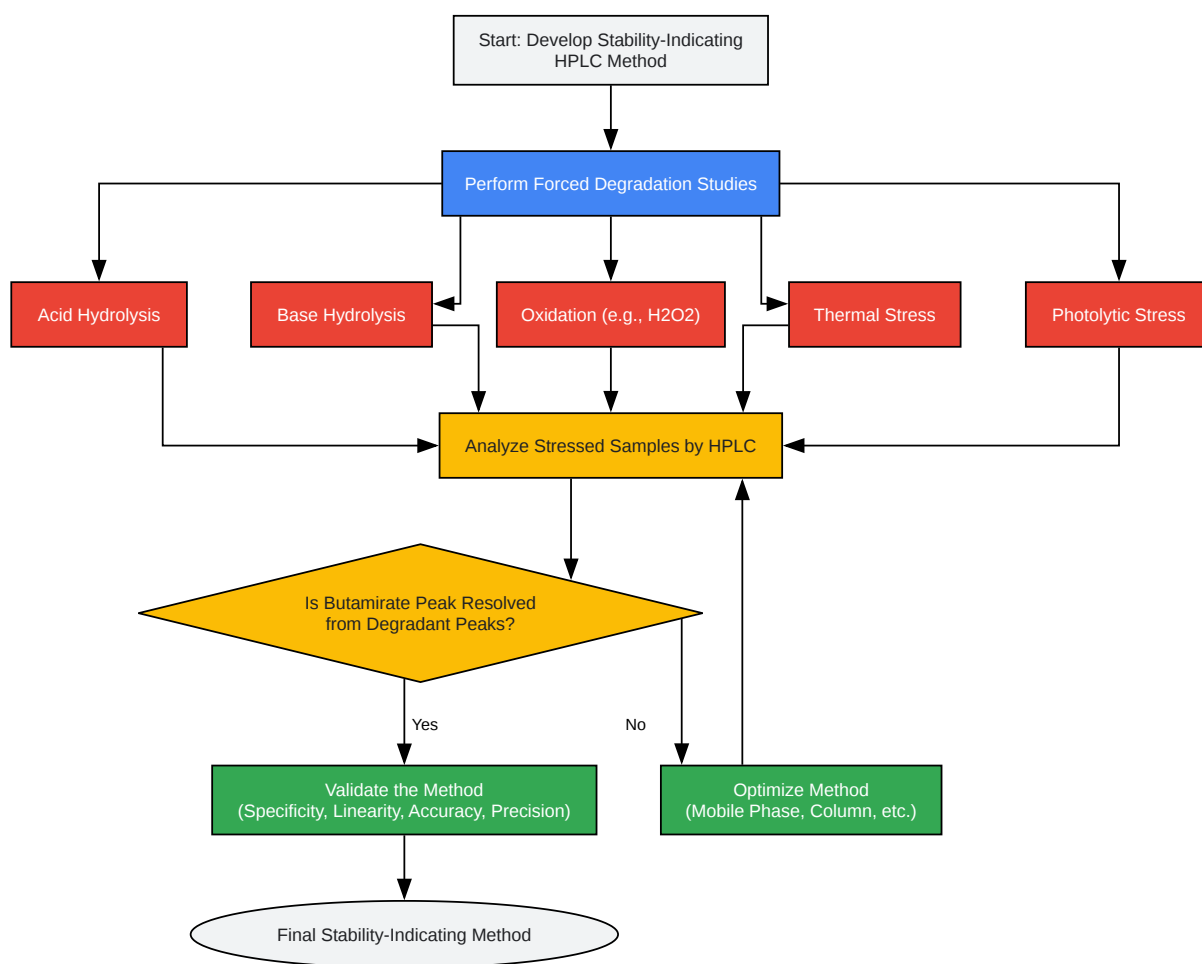 Start: Develop Stability-Indicating
HPLC Method
Perform Forced Degradation Studies
Acid Hydrolysis
Base Hydrolysis
Oxidation (e.g., H2O2)
Thermal Stress
Photolytic Stress
Analyze Stressed Samples by HPLC
Is Butamirate Peak Resolved
from Degradant Peaks?
Yes
No
Validate the Method
(Specificity, Linearity, Accuracy, Precision)
Optimize Method
(Mobile Phase, Column, etc.)
Final Stability-Indicating Method